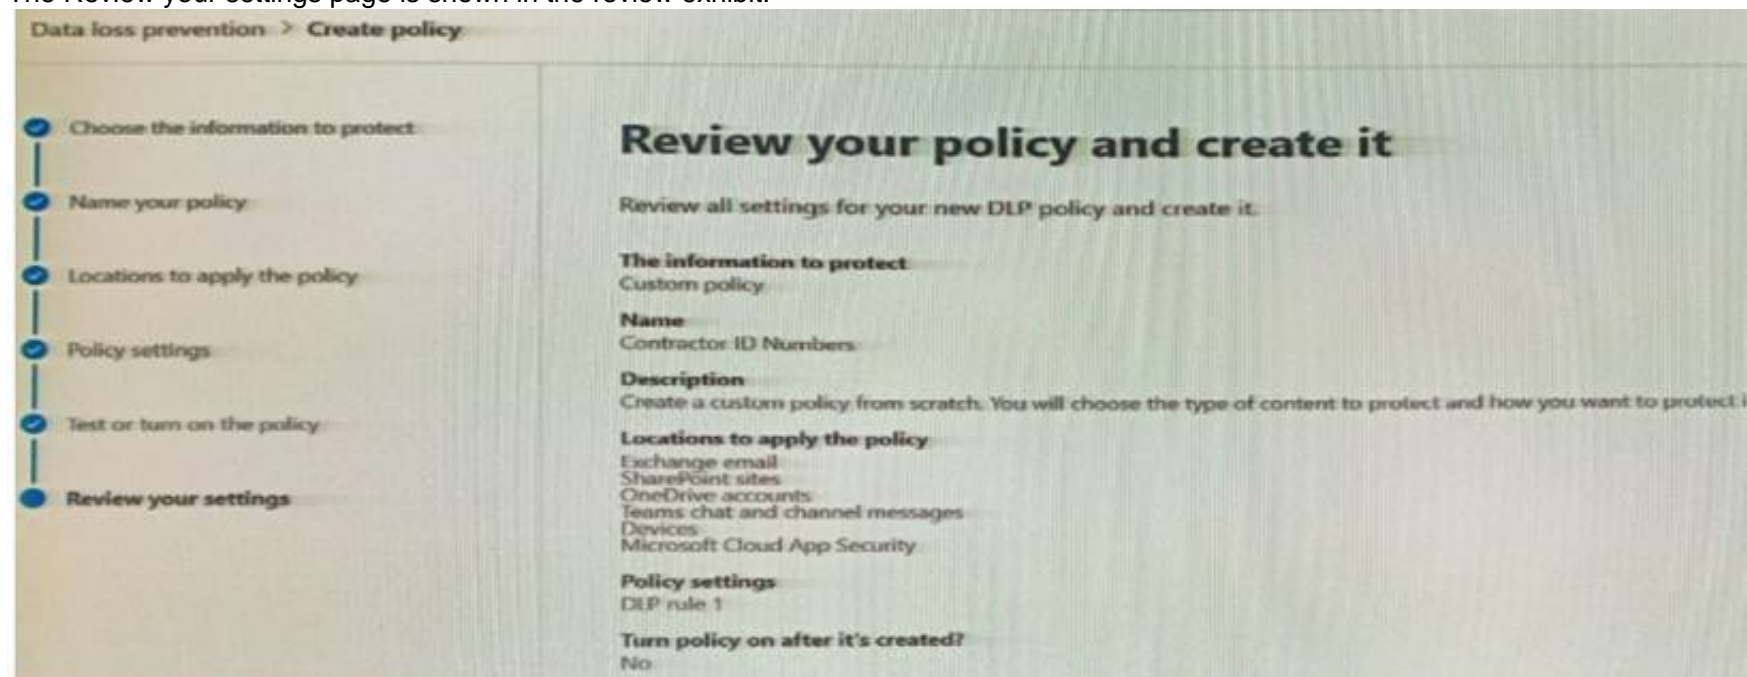 The Review your settings page is shown in the review exhibit.
Data loss prevention > Create policy
Choose the information to protect
Name your policy
Locations to apply the policy
Policy settings
Test or turn on the policy
Review your settings
Review your policy and create it
Review all settings for your new DLP policy and create it.
The information to protect
Custom policy
Name
Contractor ID Numbers
Description
Create a custom policy from scratch. You will choose the type of content to protect and how you want to protect i
Locations to apply the policy
Exchange email
SharePoint sites
OneDrive accounts
Teams chat and channel messages
Devices
Microsoft Cloud App Security
Policy settings
DLP rule 1
Turn policy on after it's created?
No